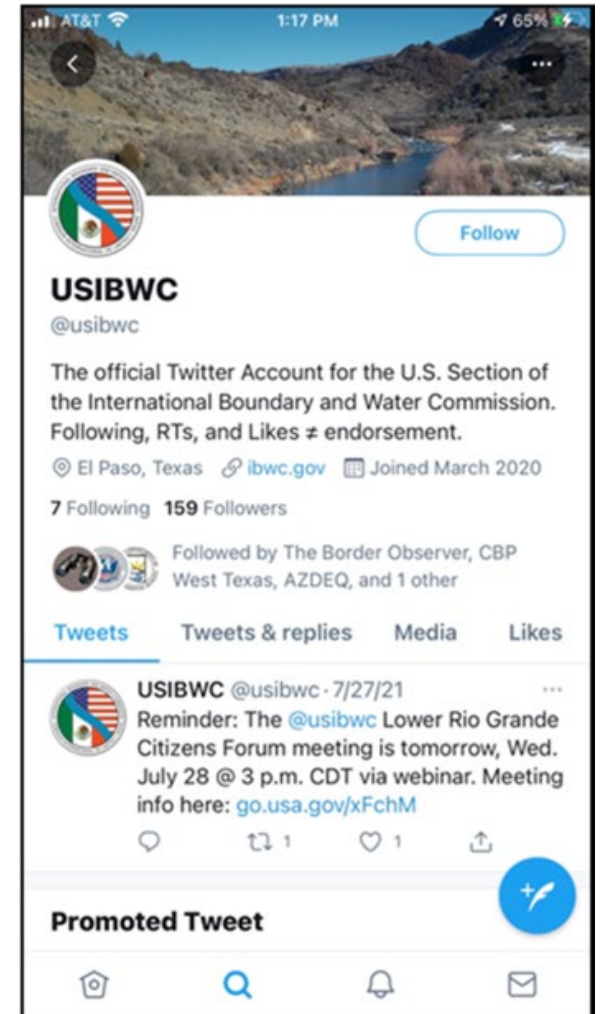 AT&T 1:17 PM 65%
Follow
USIBWC
@usibwc
The official Twitter Account for the U.S. Section of
the International Boundary and Water Commission.
Following, RTs, and Likes ≠ endorsement.
El Paso, Texas ibwc.gov Joined March 2020
7 Following 159 Followers
Followed by The Border Observer, CBP
West Texas, AZDEQ, and 1 other
Tweets Tweets & replies Media Likes
USIBWC @usibwc · 7/27/21
Reminder: The @usibwc Lower Rio Grande
Citizens Forum meeting is tomorrow, Wed.
July 28 @ 3 p.m. CDT via webinar. Meeting
info here: go.usa.gov/xFchM
1 1
Promoted Tweet